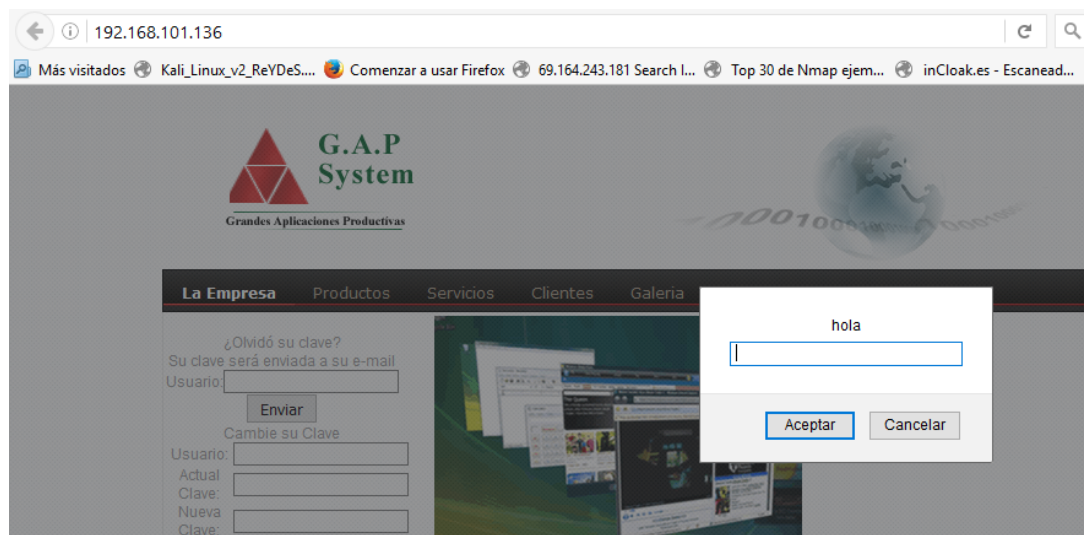 192.168.101.136
Más visitados Kali_Linux_v2_ReYDeS.... Comenzar a usar Firefox 69.164.243.181 Search I... Top 30 de Nmap ejem... inCloak.es - Escanead...
G.A.P
System
Grandes Aplicaciones Productivas
La Empresa Productos Servicios Clientes Galeria
hola
Aceptar Cancelar
¿Olvidó su clave?
Su clave será enviada a su e-mail
Usuario:
Enviar
Cambie su Clave
Usuario:
Actual
Clave:
Nueva
Clave: